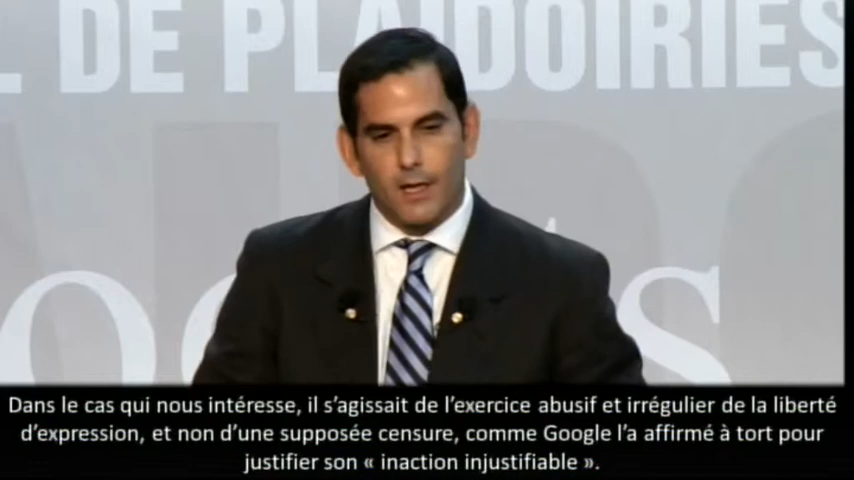 L DE PLAIDOIRIES
Dans le cas qui nous intéresse, il s’agissait de l’exercice abusif et irrégulier de la liberté
d’expression, et non d’une supposée censure, comme Google l’a affirmé à tort pour
justifier son « inaction injustifiable ».